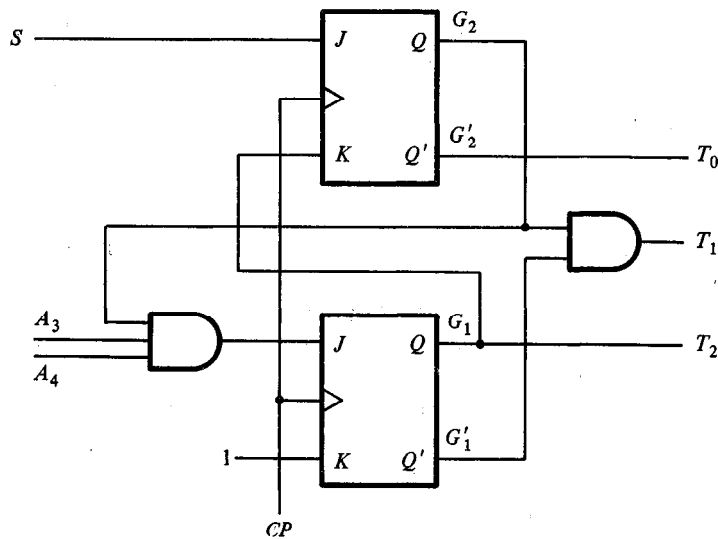 S
J
Q
G₂
K
Q'
G'₂
T₀
T₁
A₃
A₄
J
Q
G₁
T₂
1
K
Q'
G'₁
CP